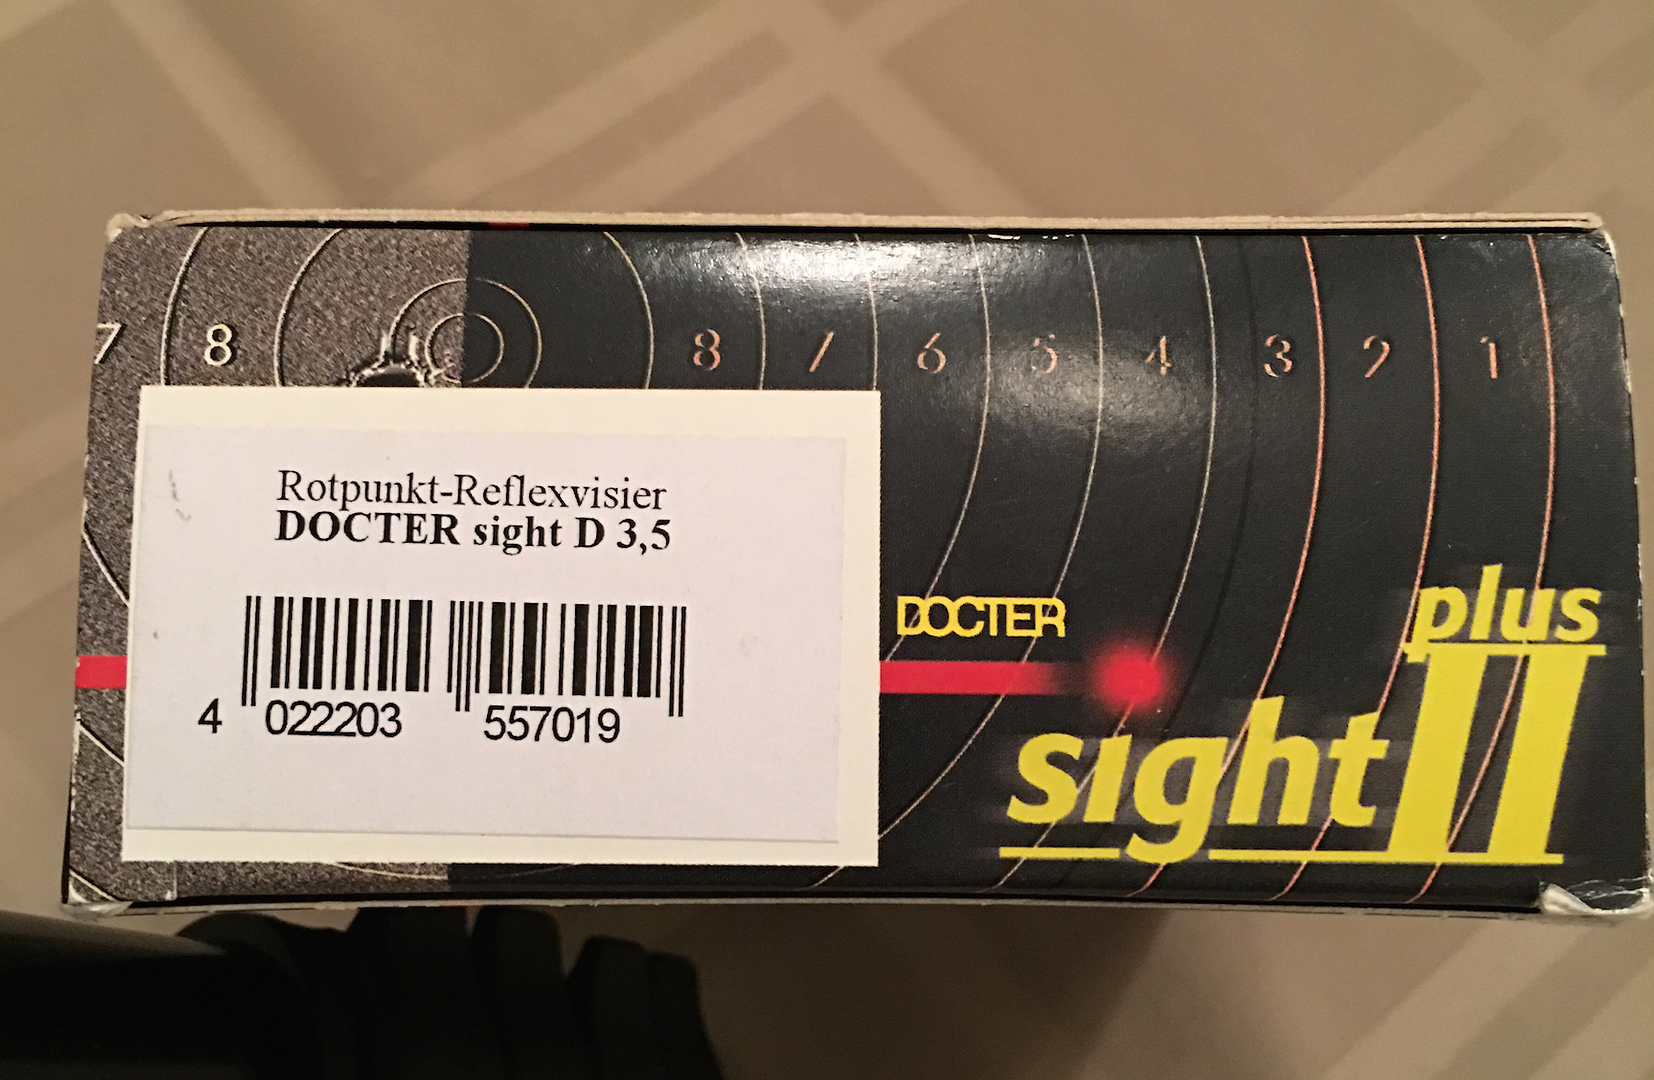 7 8 8 7 6 5 4 3 2 1
Rotpunkt-Reflexvisier
DOCTER sight D 3,5
4 022203 557019
DOCTER
sight II plus